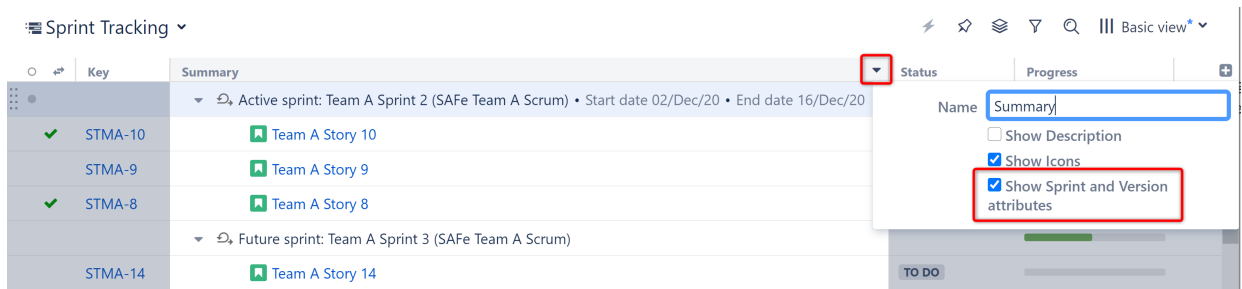 Sprint Tracking
Basic view*
Key Summary Status Progress
Active sprint: Team A Sprint 2 (SAFe Team A Scrum) • Start date 02/Dec/20 • End date 16/Dec/20
Name Summary
STMA-10 Team A Story 10
Show Description
STMA-9 Team A Story 9
Show Icons
STMA-8 Team A Story 8
Show Sprint and Version
attributes
Future sprint: Team A Sprint 3 (SAFe Team A Scrum)
STMA-14 Team A Story 14 TO DO